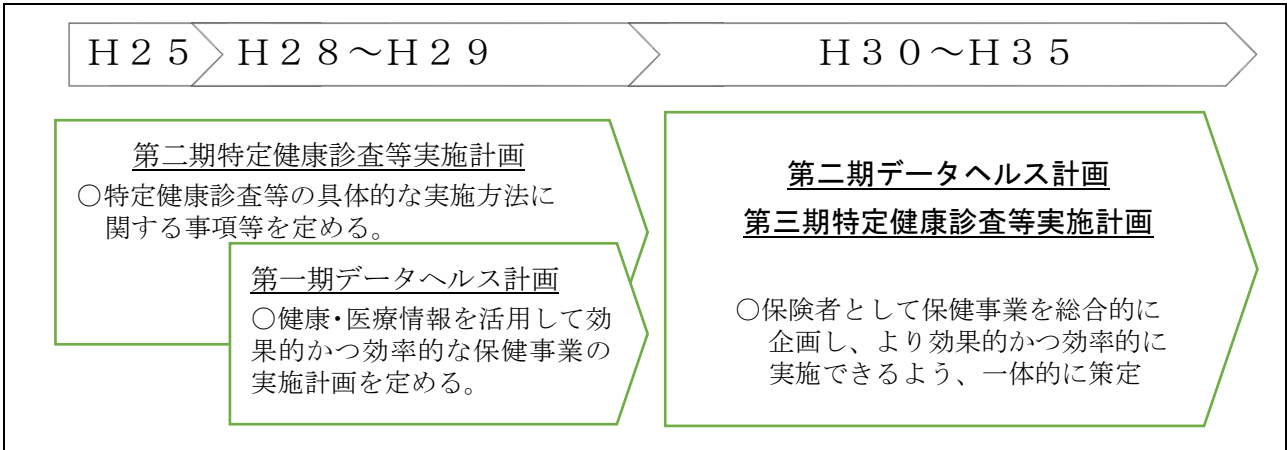 Ｈ２５
Ｈ２８～Ｈ２９
Ｈ３０～Ｈ３５
第二期特定健康診査等実施計画
○特定健康診査等の具体的な実施方法に
関する事項等を定める。
第一期データヘルス計画
○健康・医療情報を活用して効
果的かつ効率的な保健事業の
実施計画を定める。
第二期データヘルス計画
第三期特定健康診査等実施計画
○保険者として保健事業を総合的に
企画し、より効果的かつ効率的に
実施できるよう、一体的に策定